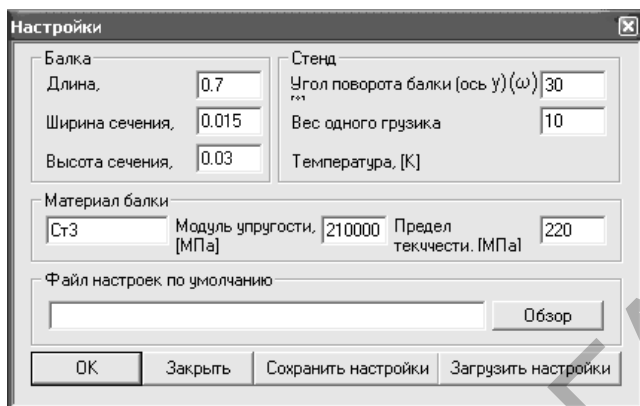 Настройки
Балка
Длина, 0.7
Ширина сечения, 0.015
Высота сечения, 0.03
Стенд
Угол поворота балки (ось y)(ω) 30
Вес одного грузика 10
Температура, [K]
Материал балки
Ст3
Модуль упругости, 210000
[МПа]
Предел 220
текучести, [МПа]
Файл настроек по умолчанию
Обзор
OK Закрыть Сохранить настройки Загрузить настройки